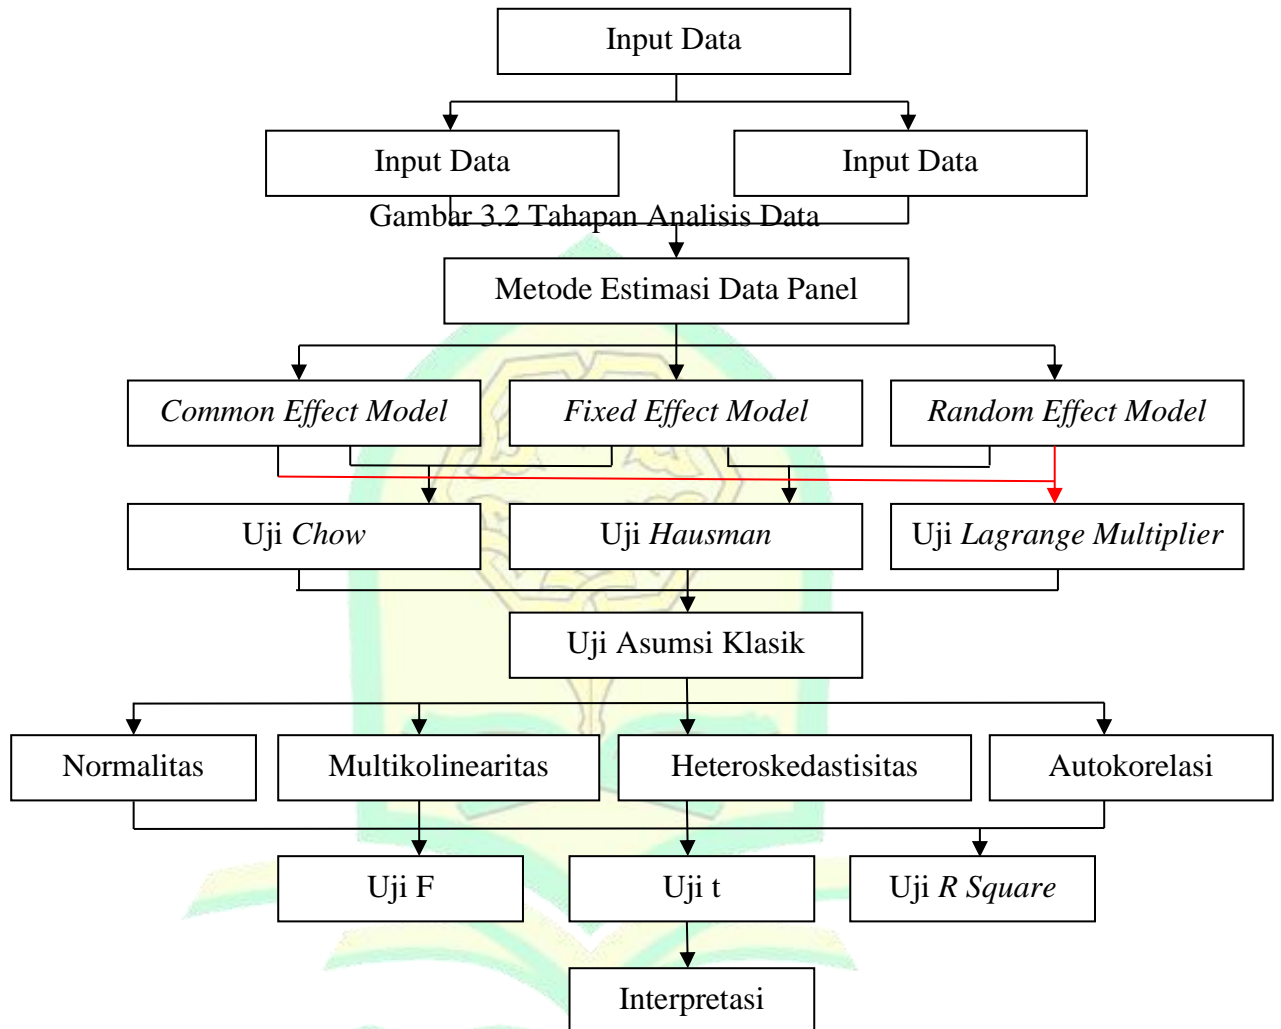 Input Data
Input Data
Input Data
Gambar 3.2 Tahapan Analisis Data
Metode Estimasi Data Panel
Common Effect Model
Fixed Effect Model
Random Effect Model
Uji Chow
Uji Hausman
Uji Lagrange Multiplier
Uji Asumsi Klasik
Normalitas
Multikolinearitas
Heteroskedastisitas
Autokorelasi
Uji F
Uji t
Uji R Square
Interpretasi